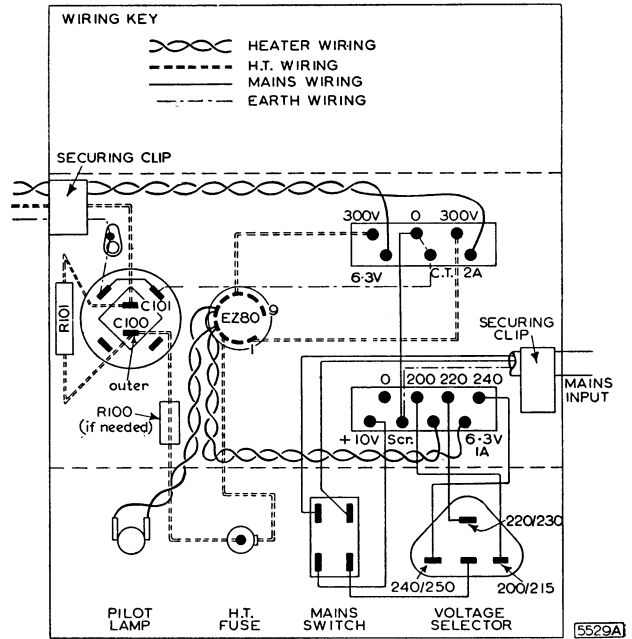 WIRING KEY
HEATER WIRING
H.T. WIRING
MAINS WIRING
EARTH WIRING
SECURING CLIP
300V 0 300V
6·3V C.T. 2A
R101
C101
C100
EZ80
9
1
outer
SECURING
CLIP
MAINS
INPUT
R100
(if needed)
0 200 220 240
+10V Scr. 6·3V
1A
220/230
240/250 200/215
PILOT
LAMP
H.T.
FUSE
MAINS
SWITCH
VOLTAGE
SELECTOR
5529A